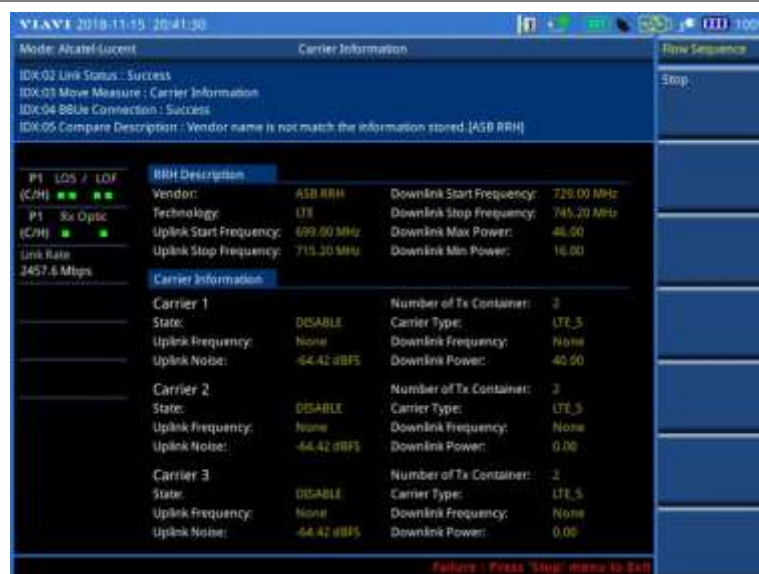 VIAVI 2018-11-15 20:41:30
100%
Mode: Alcatel-Lucent
Carrier Information
Flow Sequence
IDX:02 Link Status : Success
IDX:03 Move Measure : Carrier Information
IDX:04 BBUe Connection : Success
IDX:05 Compare Description : Vendor name is not match the information stored.[ASB RRH]
Stop
P1 LOS / LOF
(C/H)
P1 Rx Optic
(C/H)
Link Rate
2457.6 Mbps
RRH Description
Vendor: ASB RRH Downlink Start Frequency: 729.00 MHz
Technology: LTE Downlink Stop Frequency: 745.20 MHz
Uplink Start Frequency: 699.00 MHz Downlink Max Power: 46.00
Uplink Stop Frequency: 715.20 MHz Downlink Min Power: 16.00
Carrier Information
Carrier 1 Number of Tx Container: 2
State: DISABLE Carrier Type: LTE_5
Uplink Frequency: None Downlink Frequency: None
Uplink Noise: -64.42 dBFS Downlink Power: 40.00
Carrier 2 Number of Tx Container: 2
State: DISABLE Carrier Type: LTE_5
Uplink Frequency: None Downlink Frequency: None
Uplink Noise: -64.42 dBFS Downlink Power: 0.00
Carrier 3 Number of Tx Container: 2
State: DISABLE Carrier Type: LTE_5
Uplink Frequency: None Downlink Frequency: None
Uplink Noise: -64.42 dBFS Downlink Power: 0.00
Failure : Press "Stop" menu to Exit